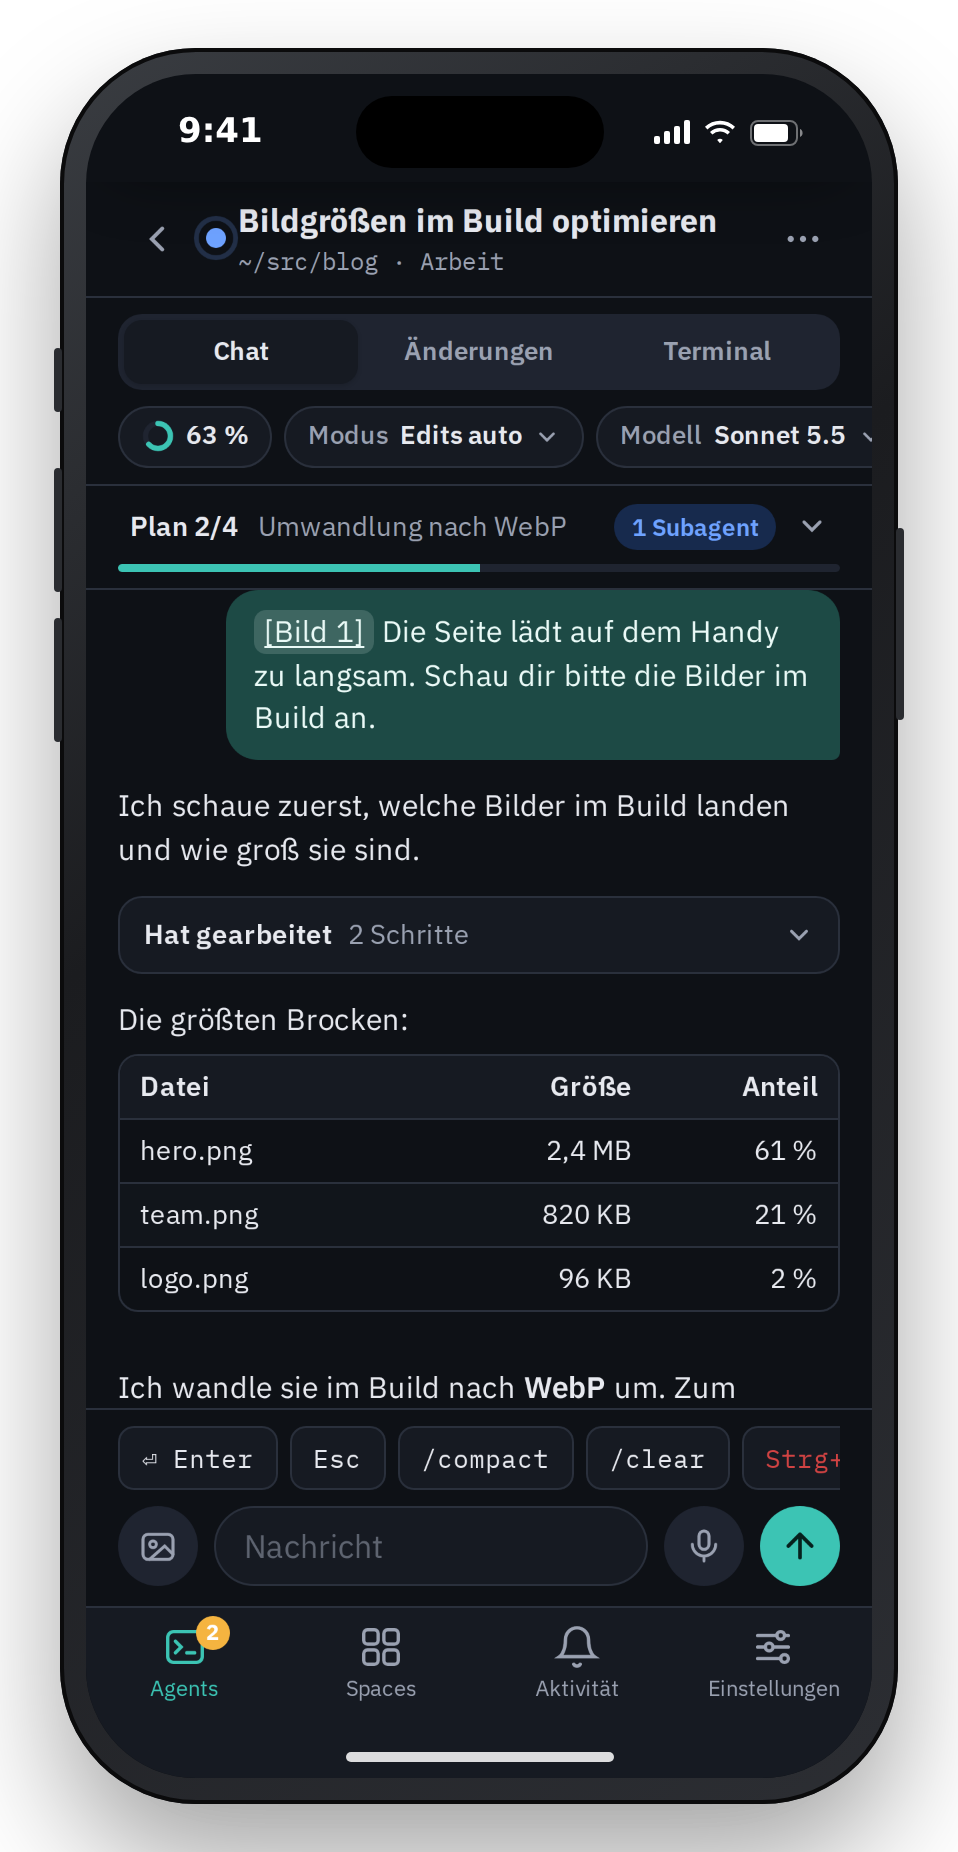 9:41
Bildgrößen im Build optimieren
~/src/blog · Arbeit
Chat Änderungen Terminal
63 % Modus Edits auto Modell Sonnet 5.5
Plan 2/4 Umwandlung nach WebP 1 Subagent
[Bild 1] Die Seite lädt auf dem Handy
zu langsam. Schau dir bitte die Bilder im
Build an.
Ich schaue zuerst, welche Bilder im Build landen
und wie groß sie sind.
Hat gearbeitet 2 Schritte
Die größten Brocken:
Datei Größe Anteil
hero.png 2,4 MB 61 %
team.png 820 KB 21 %
logo.png 96 KB 2 %
Ich wandle sie im Build nach WebP um. Zum
⏎ Enter Esc /compact /clear Strg+
Nachricht
2
Agents Spaces Aktivität Einstellungen